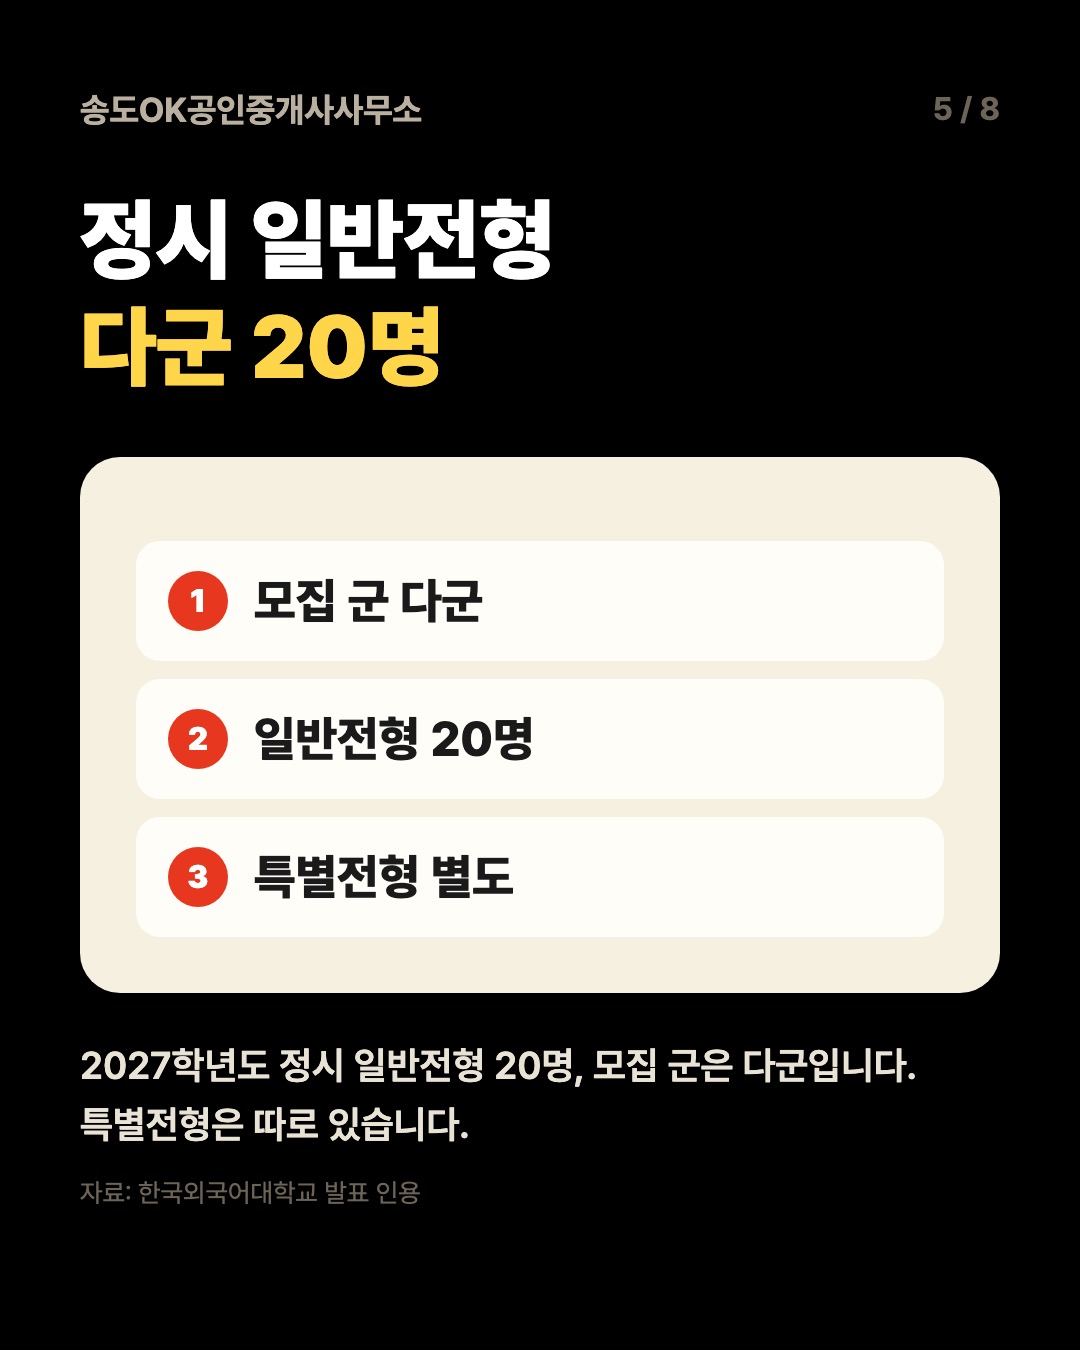 송도OK공인중개사사무소
5 / 8
정시 일반전형
다군 20명
1 모집 군 다군
2 일반전형 20명
3 특별전형 별도
2027학년도 정시 일반전형 20명, 모집 군은 다군입니다.
특별전형은 따로 있습니다.
자료: 한국외국어대학교 발표 인용